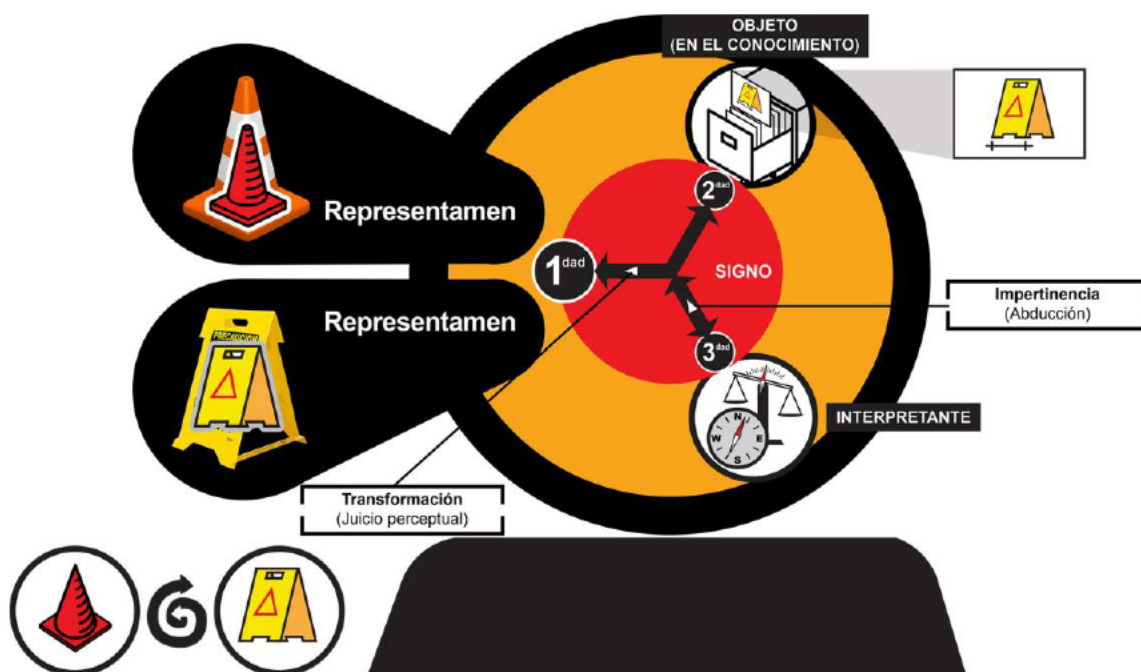 OBJETO
(EN EL CONOCIMIENTO)
Representamen
2dad
1dad
SIGNO
Impertinencia
(Abducción)
Representamen
PRECAUCIÓN
3dad
N
W
E
S
INTERPRETANTE
Transformación
(Juicio perceptual)